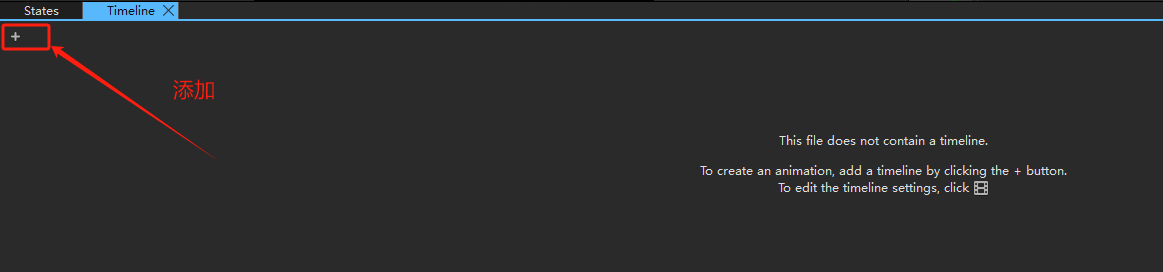 States
Timeline
+
添加
This file does not contain a timeline.
To create an animation, add a timeline by clicking the + button.
To edit the timeline settings, click